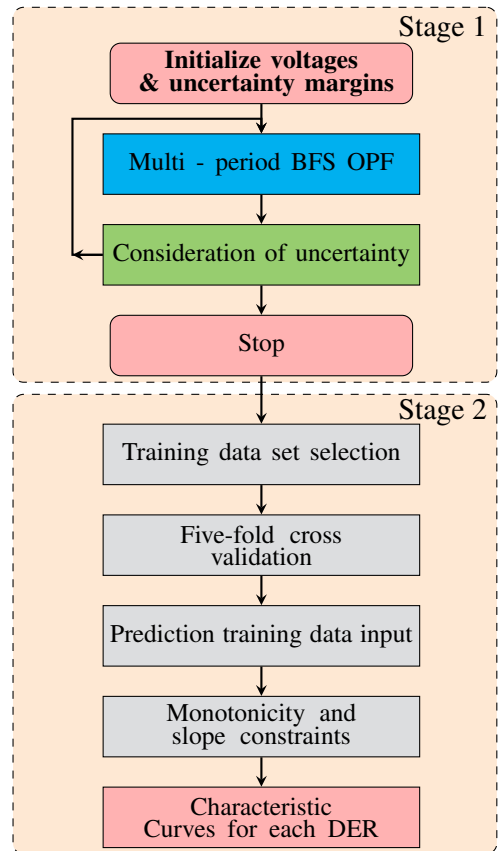 Stage 1
Initialize voltages
& uncertainty margins
Multi - period BFS OPF
Consideration of uncertainty
Stop
Stage 2
Training data set selection
Five-fold cross
validation
Prediction training data input
Monotonicity and
slope constraints
Characteristic
Curves for each DER